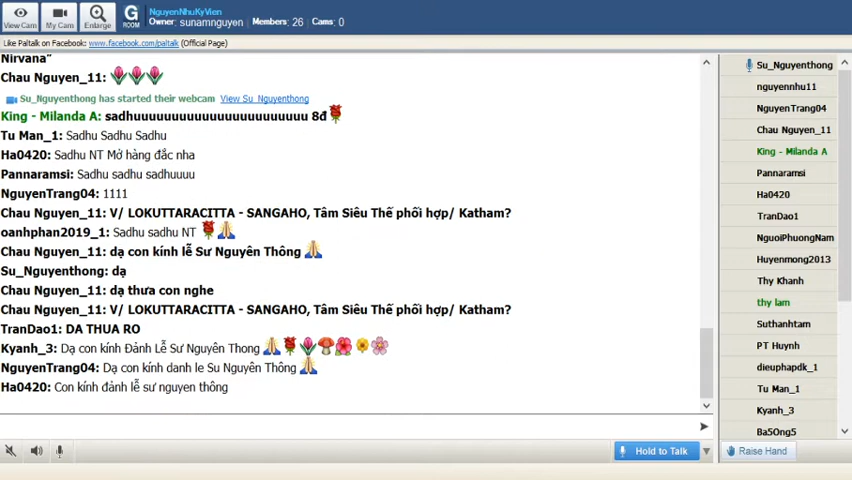 View Cam
My Cam
Enlarge
G
ROOM
NguyenNhuKyVien
Owner: sunamnguyen Members: 26 Cams: 0
Like Paltalk on Facebook: www.facebook.com/paltalk (Official Page)
Nirvana"
Chau Nguyen_11:
Su_Nguyenthong has started their webcam View Su_Nguyenthong
King - Milanda A: sadhuuuuuuuuuuuuuuuuuuuuuuu 8đ
Tu Man_1: Sadhu Sadhu Sadhu
Ha0420: Sadhu NT Mở hàng đắc nha
Pannaramsi: Sadhu sadhu sadhuuuu
NguyenTrang04: 1111
Chau Nguyen_11: V/ LOKUTTARACITTA - SANGAHO, Tâm Siêu Thế phối hợp/ Katham?
oanhphan2019_1: Sadhu sadhu NT
Chau Nguyen_11: dạ con kính lễ Sư Nguyên Thông
Su_Nguyenthong: dạ
Chau Nguyen_11: dạ thưa con nghe
Chau Nguyen_11: V/ LOKUTTARACITTA - SANGAHO, Tâm Siêu Thế phối hợp/ Katham?
TranDao1: DA THUA RO
Kyanh_3: Dạ con kính Đảnh Lễ Sư Nguyên Thong
NguyenTrang04: Dạ con kính danh le Su Nguyên Thông
Ha0420: Con kính đảnh lễ sư nguyen thông
Hold to Talk
Su_Nguyenthong
nguyennhu11
NguyenTrang04
Chau Nguyen_11
King - Milanda A
Pannaramsi
Ha0420
TranDao1
NguoiPhuongNam
Huyenmong2013
Thy Khanh
thy lam
Suthanhtam
PT Huynh
dieuphapdk_1
Tu Man_1
Kyanh_3
Ba5Ong5
Raise Hand